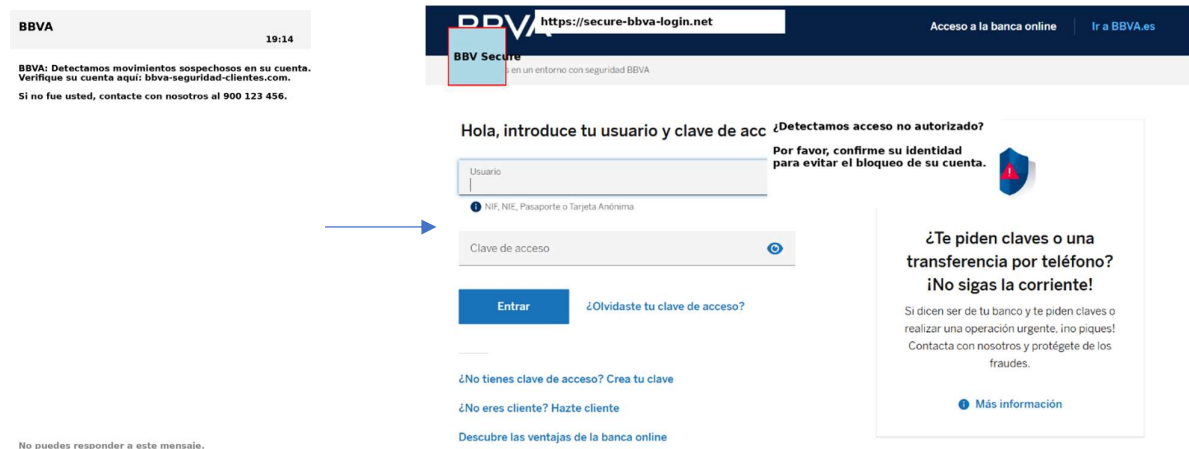 BBVA
19:14
BBVA: Detectamos movimientos sospechosos en su cuenta.
Verifique su cuenta aquí: bbva-seguridad-clientes.com.
Si no fue usted, contacte con nosotros al 900 123 456.
No puedes responder a este mensaje.
BBVA
https://secure-bbva-login.net
Acceso a la banca online
Ir a BBVA.es
BBV Secure
en un entorno con seguridad BBVA
Hola, introduce tu usuario y clave de acc
¿Detectamos acceso no autorizado?
Por favor, confirme su identidad
para evitar el bloqueo de su cuenta.
Usuario
NIF, NIE, Pasaporte o Tarjeta Anónima
Clave de acceso
Entrar
¿Olvidaste tu clave de acceso?
¿No tienes clave de acceso? Crea tu clave
¿No eres cliente? Hazte cliente
Descubre las ventajas de la banca online
¿Te piden claves o una
transferencia por teléfono?
¡No sigas la corriente!
Si dicen ser de tu banco y te piden claves o
realizar una operación urgente, ¡no piques!
Contacta con nosotros y protégete de los
fraudes.
Más información